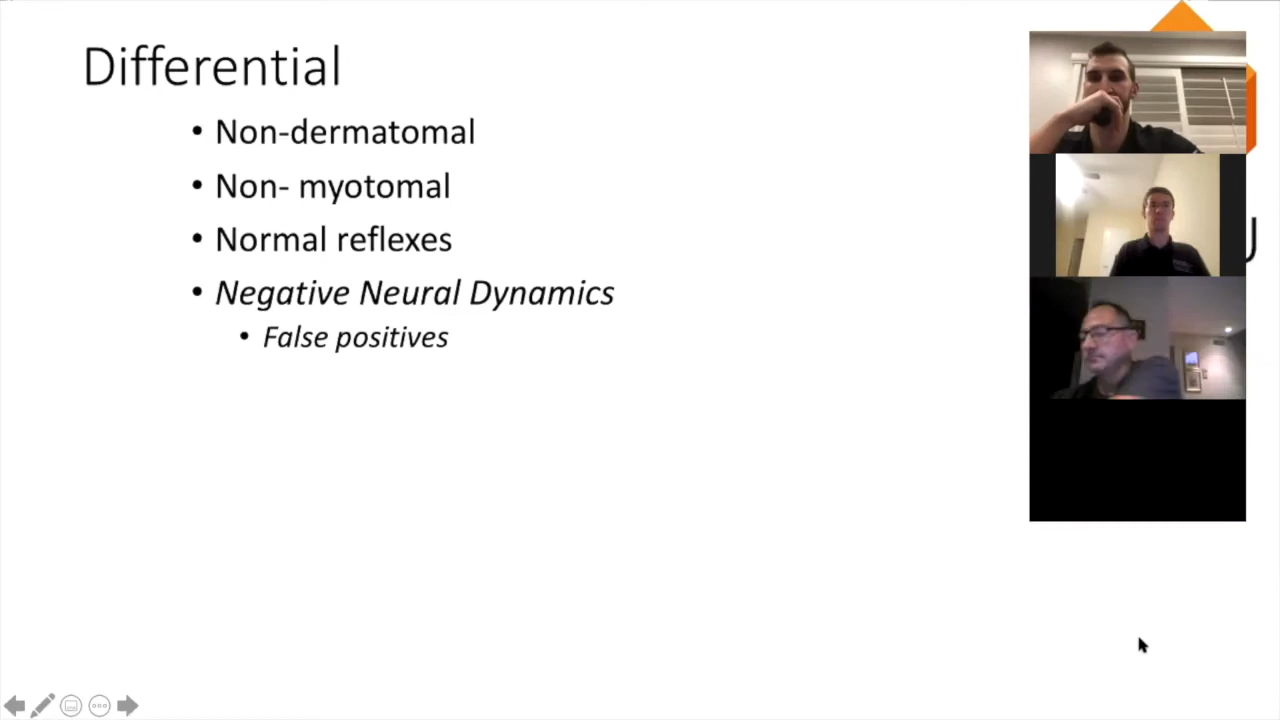 Differential
• Non-dermatomal
• Non- myotomal
• Normal reflexes
• Negative Neural Dynamics
• False positives